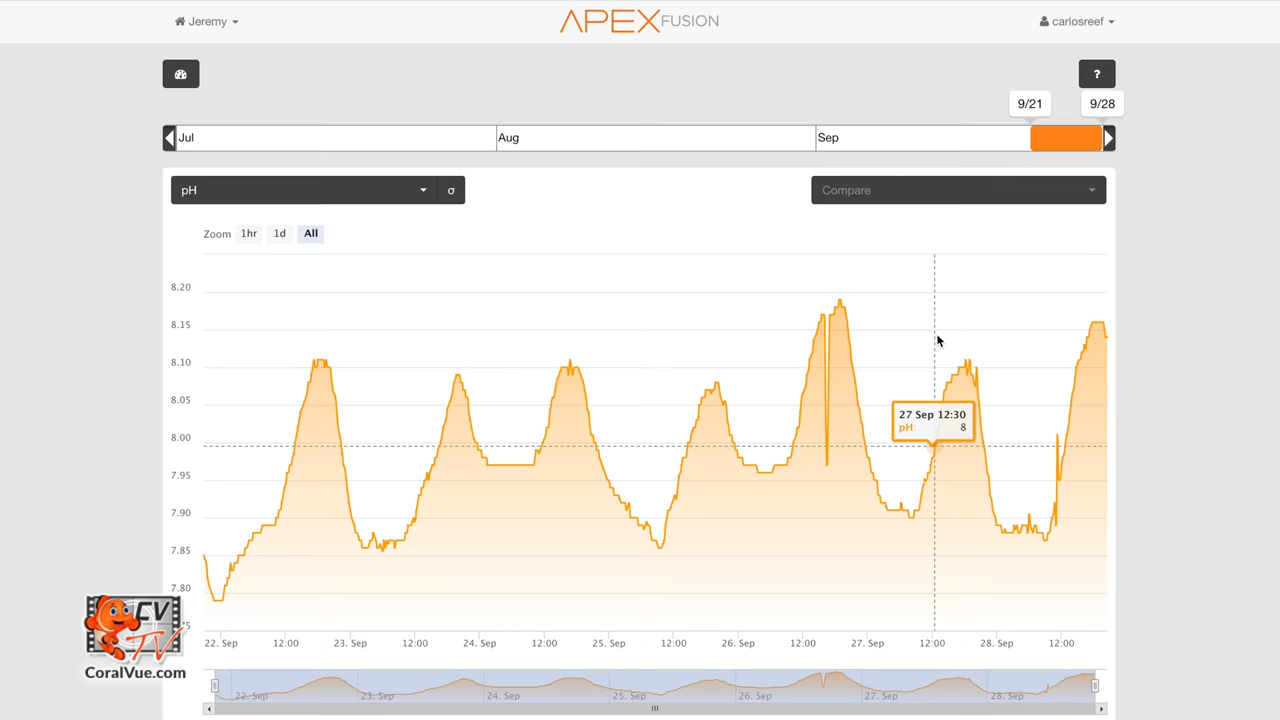 Jeremy
APEXFUSION
carlosreef
?
9/21
9/28
Jul
Aug
Sep
pH
σ
Compare
Zoom
1hr
1d
All
8.20
8.15
8.10
8.05
8.00
7.95
7.90
7.85
7.80
27 Sep 12:30
pH: 8
22. Sep 12:00 23. Sep 12:00 24. Sep 12:00 25. Sep 12:00 26. Sep 12:00 27. Sep 12:00 28. Sep 12:00
22. Sep 23. Sep 24. Sep 25. Sep 26. Sep 27. Sep 28. Sep
CV
TV
CoralVue.com